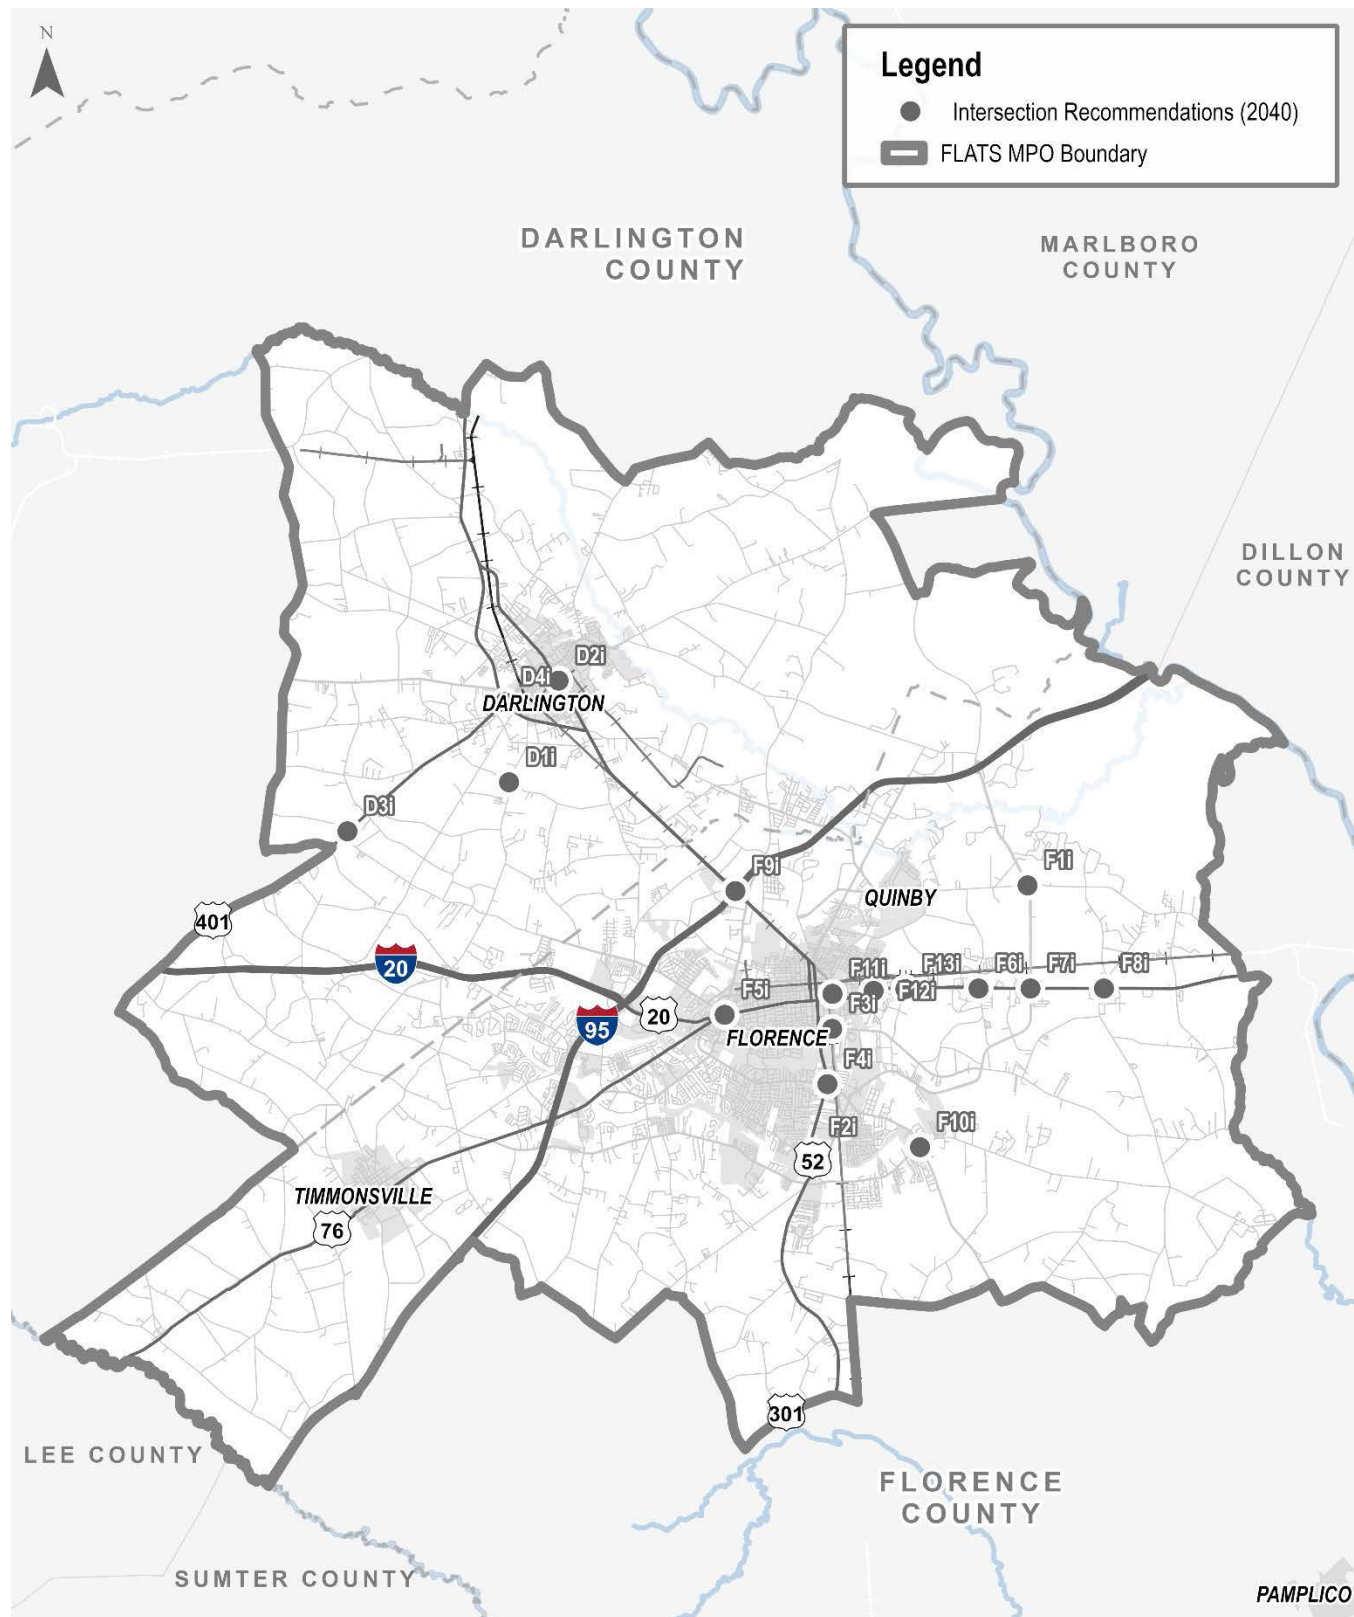 N
Legend
Intersection Recommendations (2040)
FLATS MPO Boundary
DARLINGTON
COUNTY
MARLBORO
COUNTY
DILLON
COUNTY
D2i
D4i
DARLINGTON
D1i
D3i
F9i
F1i
QUINBY
401
20
F11i
F13i
F6i
F7i
F8i
F5i
F3i
F12i
20
95
FLORENCE
F4i
F2i
F10i
52
TIMMONSVILLE
76
301
LEE COUNTY
FLORENCE
COUNTY
SUMTER COUNTY
PAMPLICO